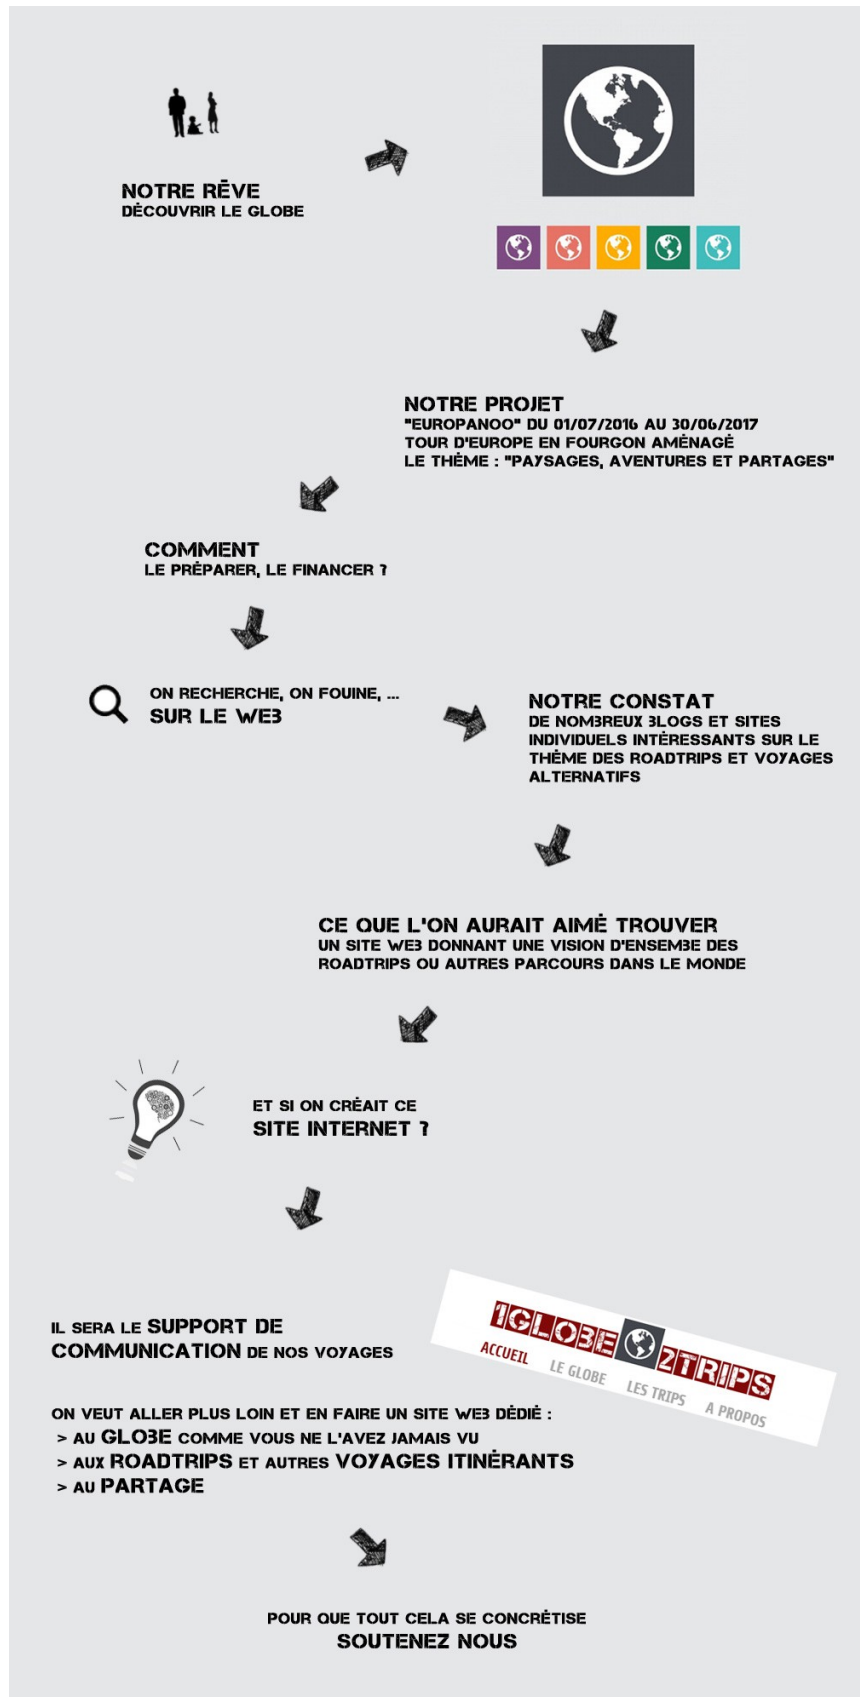 NOTRE RÊVE
DÉCOUVRIR LE GLOBE
NOTRE PROJET
"EUROPANOO" DU 01/07/2016 AU 30/06/2017
TOUR D'EUROPE EN FOURGON AMÉNAGÉ
LE THÈME : "PAYSAGES, AVENTURES ET PARTAGES"
COMMENT
LE PRÉPARER, LE FINANCER ?
ON RECHERCHE, ON FOUINE, ...
SUR LE WEB
NOTRE CONSTAT
DE NOMBREUX BLOGS ET SITES
INDIVIDUELS INTÉRESSANTS SUR LE
THÈME DES ROADTRIPS ET VOYAGES
ALTERNATIFS
CE QUE L'ON AURAIT AIMÉ TROUVER
UN SITE WEB DONNANT UNE VISION D'ENSEMBE DES
ROADTRIPS OU AUTRES PARCOURS DANS LE MONDE
ET SI ON CRÉAIT CE
SITE INTERNET ?
1GLOBE 2TRIPS
ACCUEIL LE GLOBE LES TRIPS A PROPOS
IL SERA LE SUPPORT DE
COMMUNICATION DE NOS VOYAGES
ON VEUT ALLER PLUS LOIN ET EN FAIRE UN SITE WEB DÉDIÉ :
> AU GLOBE COMME VOUS NE L'AVEZ JAMAIS VU
> AUX ROADTRIPS ET AUTRES VOYAGES ITINÉRANTS
> AU PARTAGE
POUR QUE TOUT CELA SE CONCRÉTISE
SOUTENEZ NOUS